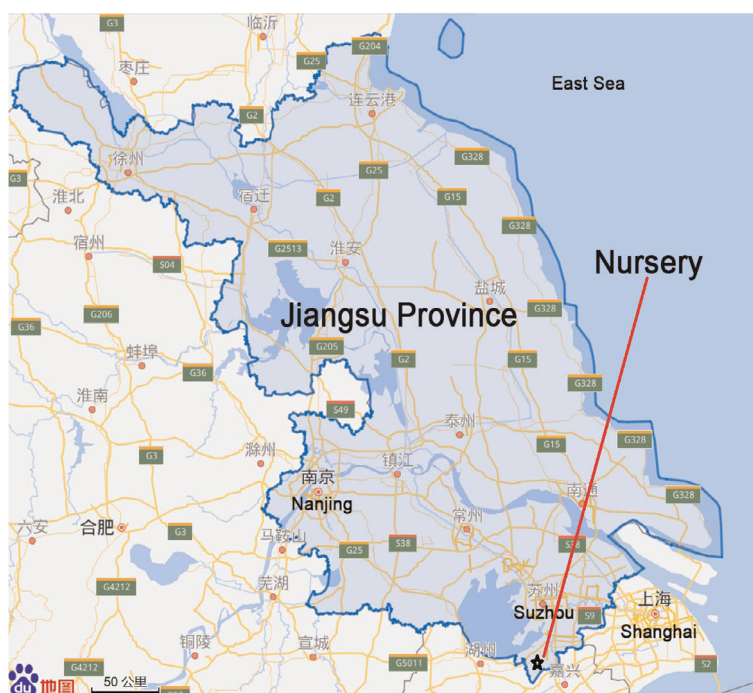 G3
临沂
G204
G25
枣庄
East Sea
连云港
G2
G328
徐州
G25
G3
G2
G15
淮北
宿迁
G328
宿州
G2513
淮安
S04
Nursery
盐城
G206
Jiangsu Province
G328
G36
蚌埠
G205
G2
G15
G36
淮南
G328
S49
泰州
G3
滁州
G15
G328
镇江
南京
南通
G328
Nanjing
六安
合肥
G3
马鞍山
常州
G25
S38
S38
G4212
芜湖
苏州
上海
Suzhou
S9
Shanghai
铜陵
宣城
湖州
G4212
G5011
嘉兴
S2
du 地图
50 公里